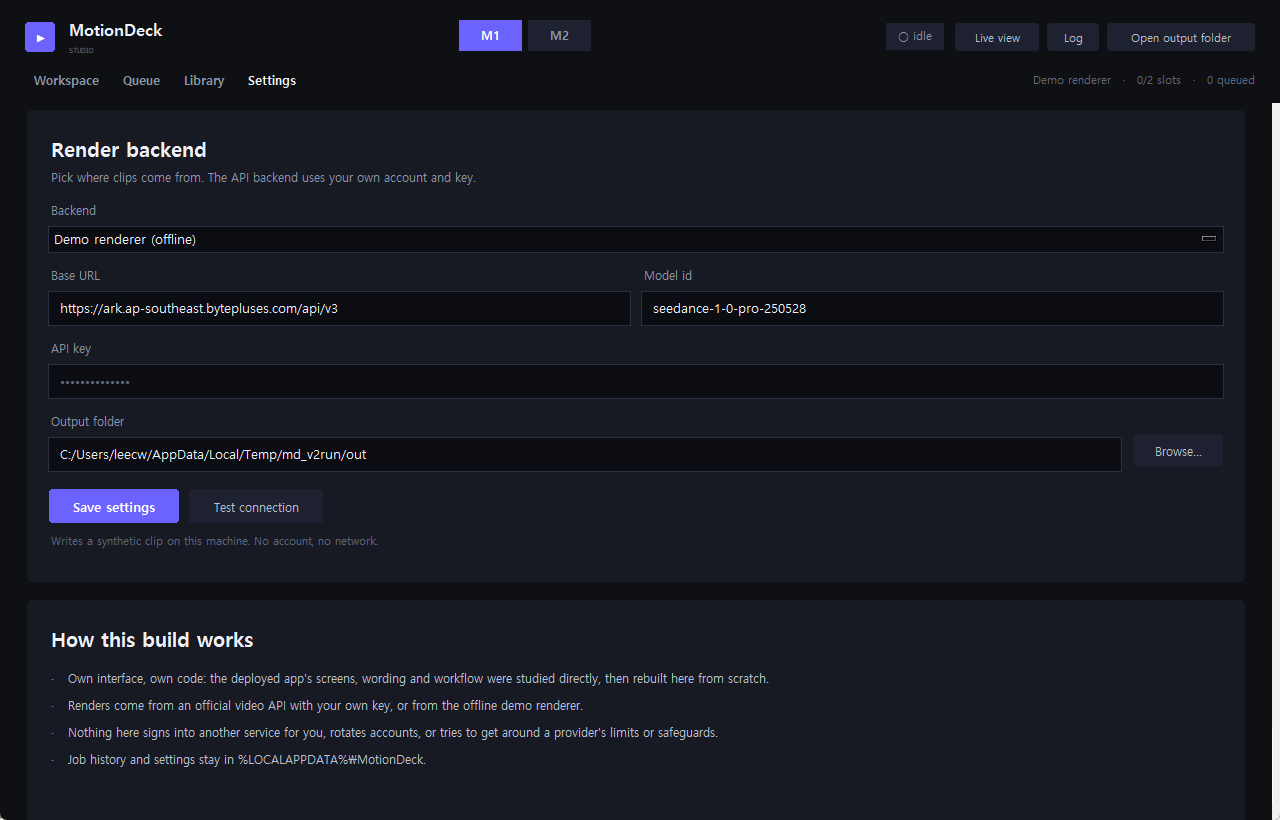 MotionDeck
STUDIO
M1
M2
idle
Live view
Log
Open output folder
Workspace
Queue
Library
Settings
Demo renderer · 0/2 slots · 0 queued
Render backend
Pick where clips come from. The API backend uses your own account and key.
Backend
Demo renderer (offline)
Base URL
Model id
https://ark.ap-southeast.bytepluses.com/api/v3
seedance-1-0-pro-250528
API key
••••••••••••••
Output folder
C:/Users/leecw/AppData/Local/Temp/md_v2run/out
Browse...
Save settings
Test connection
Writes a synthetic clip on this machine. No account, no network.
How this build works
· Own interface, own code: the deployed app's screens, wording and workflow were studied directly, then rebuilt here from scratch.
· Renders come from an official video API with your own key, or from the offline demo renderer.
· Nothing here signs into another service for you, rotates accounts, or tries to get around a provider's limits or safeguards.
· Job history and settings stay in %LOCALAPPDATA%₩MotionDeck.